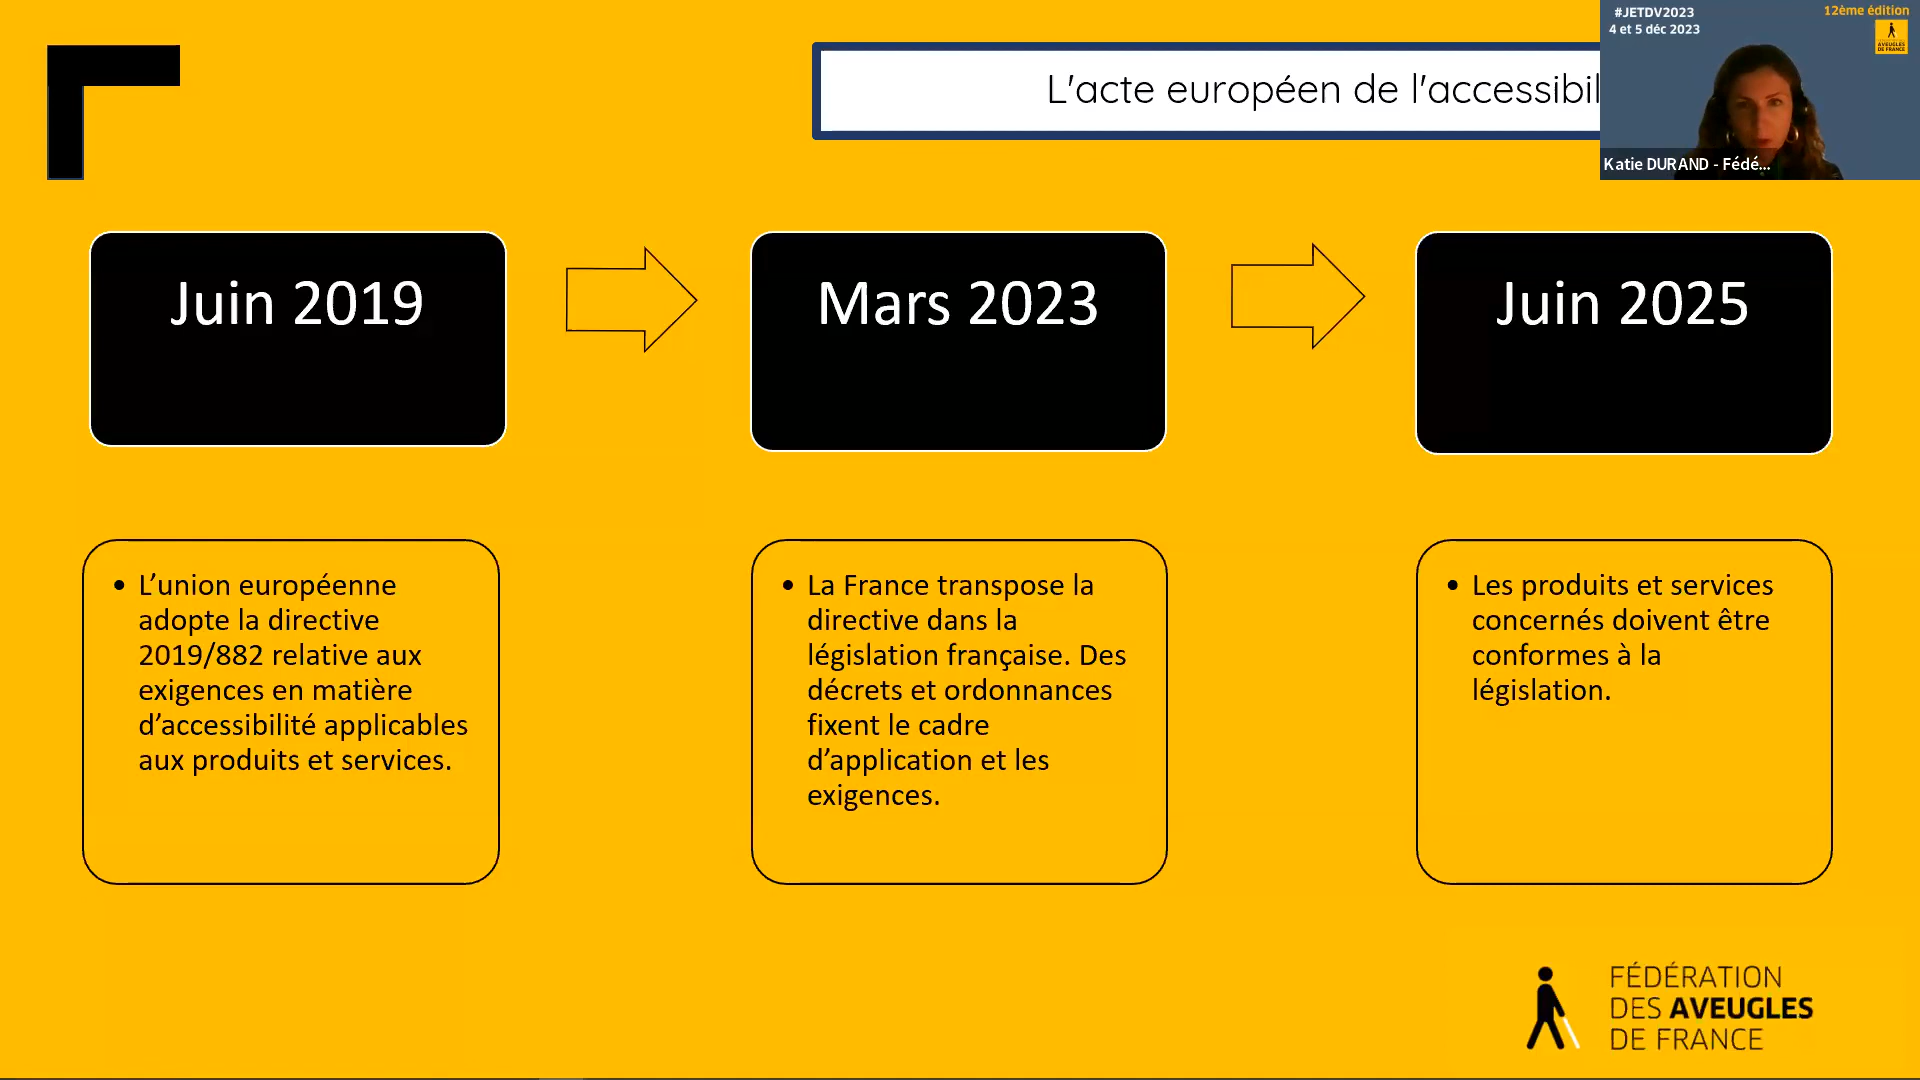 L'acte européen de l'accessibil
#JETDV2023
4 et 5 déc 2023
12ème édition
FÉDÉRATION DES
AVEUGLES
DE FRANCE
Katie DURAND - Fédé...
Juin 2019
Mars 2023
Juin 2025
• L’union européenne
adopte la directive
2019/882 relative aux
exigences en matière
d’accessibilité applicables
aux produits et services.
• La France transpose la
directive dans la
législation française. Des
décrets et ordonnances
fixent le cadre
d’application et les
exigences.
• Les produits et services
concernés doivent être
conformes à la
législation.
FÉDÉRATION
DES AVEUGLES
DE FRANCE